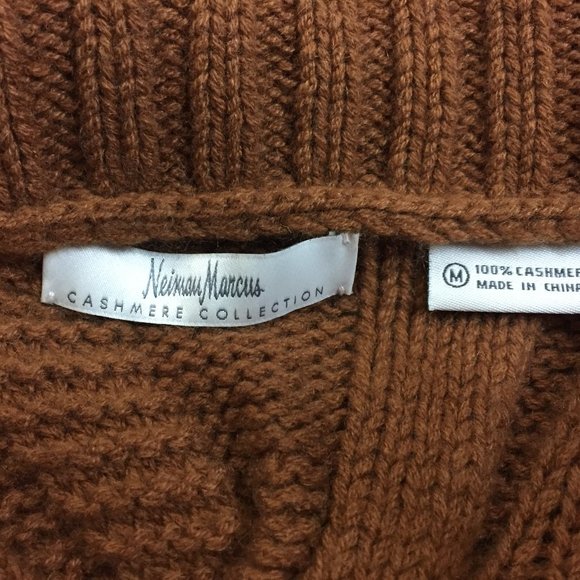 Neiman Marcus
CASHMERE COLLECTION
M 100% CASHMER
MADE IN CHINA